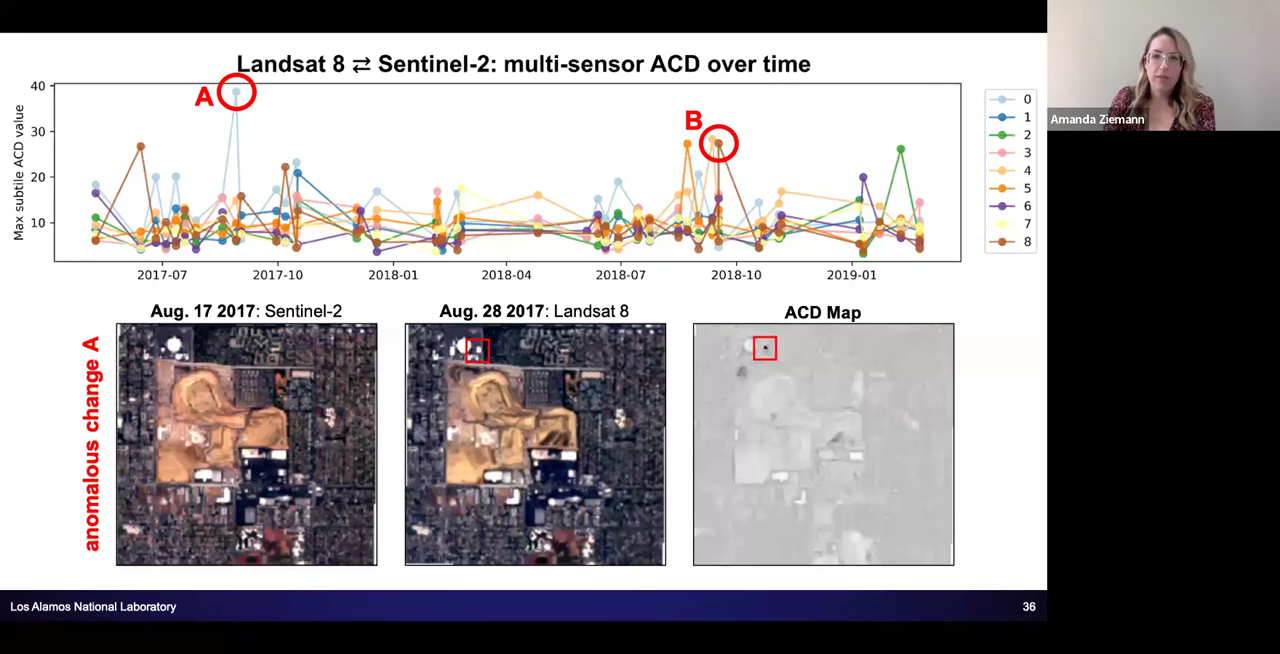 Landsat 8 ⇄ Sentinel-2: multi-sensor ACD over time
Max subtile ACD value
40
30
20
10
2017-07 2017-10 2018-01 2018-04 2018-07 2018-10 2019-01
A
B
0
1
2
3
4
5
6
7
8
Amanda Ziemann
anomalous change A
Aug. 17 2017: Sentinel-2
Aug. 28 2017: Landsat 8
ACD Map
Los Alamos National Laboratory
36